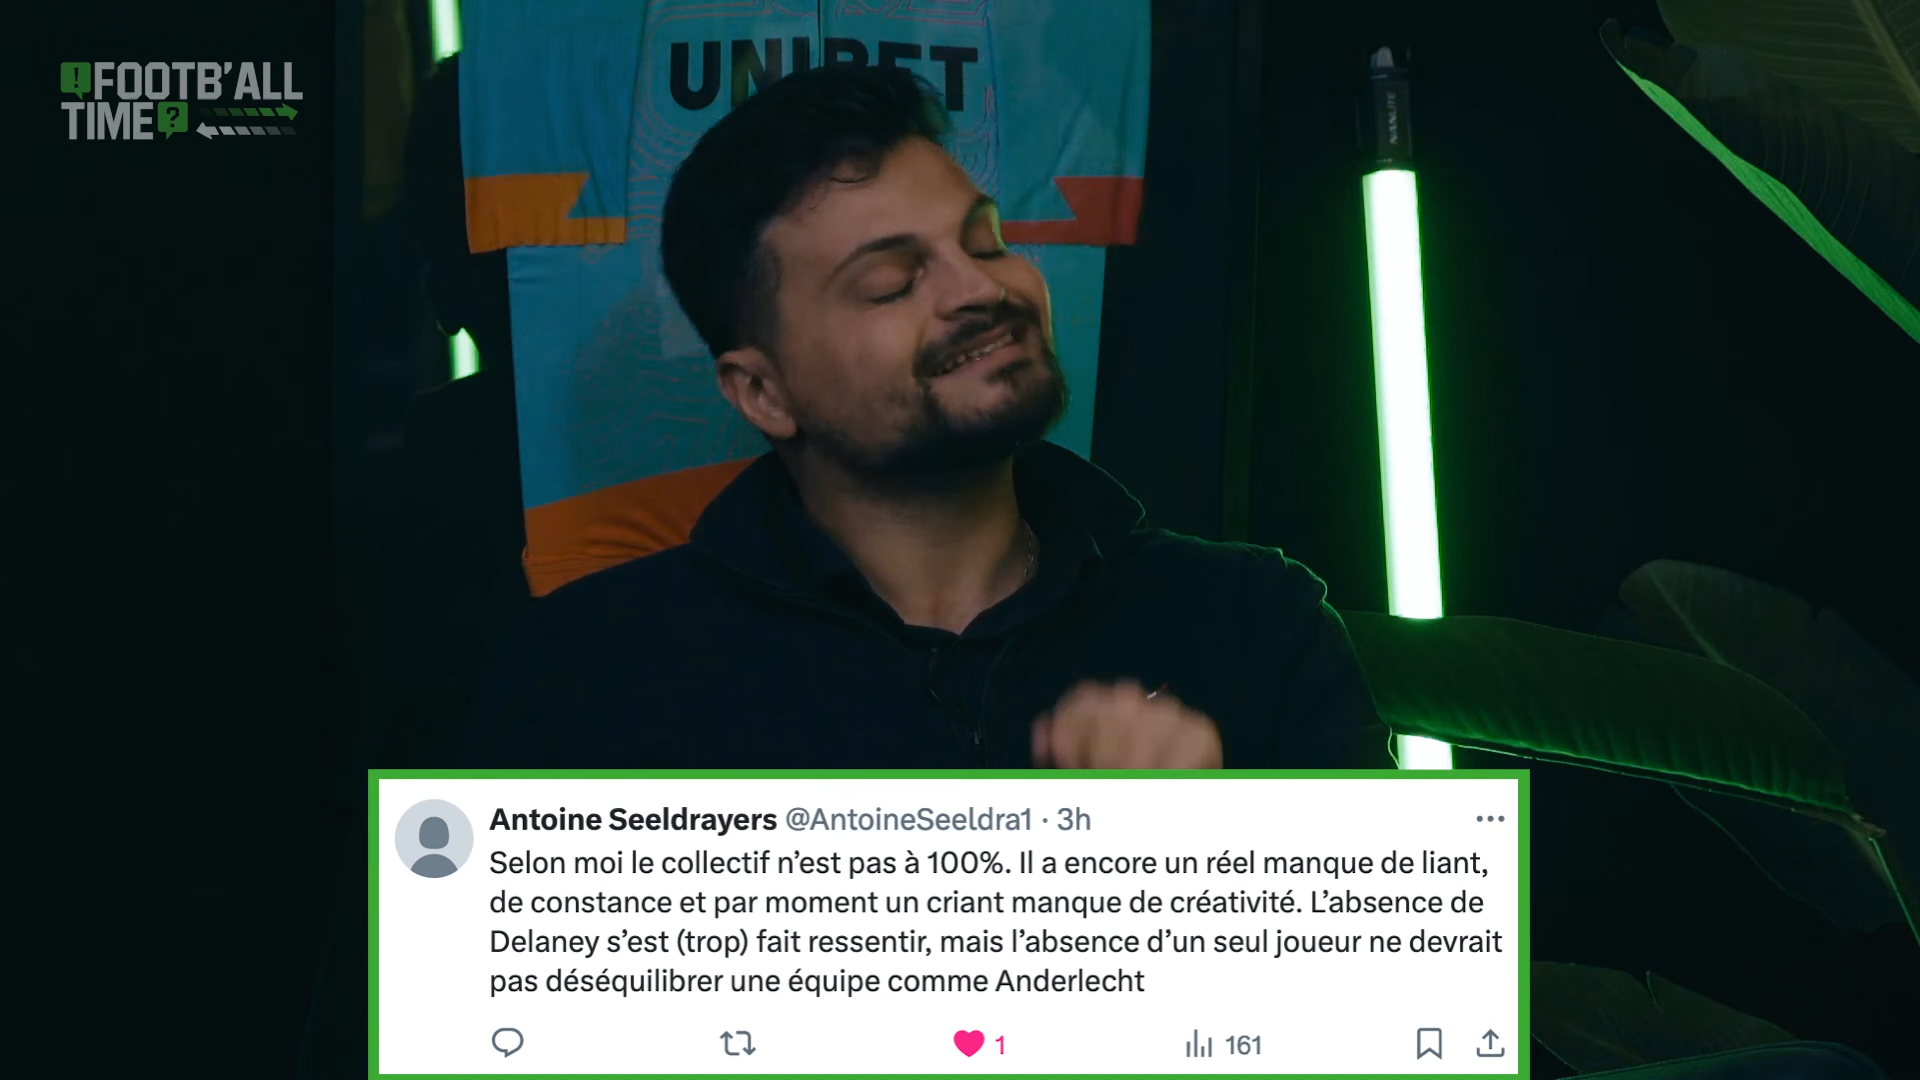 !FOOTB'ALL
TIME?
UNIBET
NANLITE
Antoine Seeldrayers @AntoineSeeldra1 · 3h
Selon moi le collectif n’est pas à 100%. Il a encore un réel manque de liant,
de constance et par moment un criant manque de créativité. L’absence de
Delaney s’est (trop) fait ressentir, mais l’absence d’un seul joueur ne devrait
pas déséquilibrer une équipe comme Anderlecht
1
161